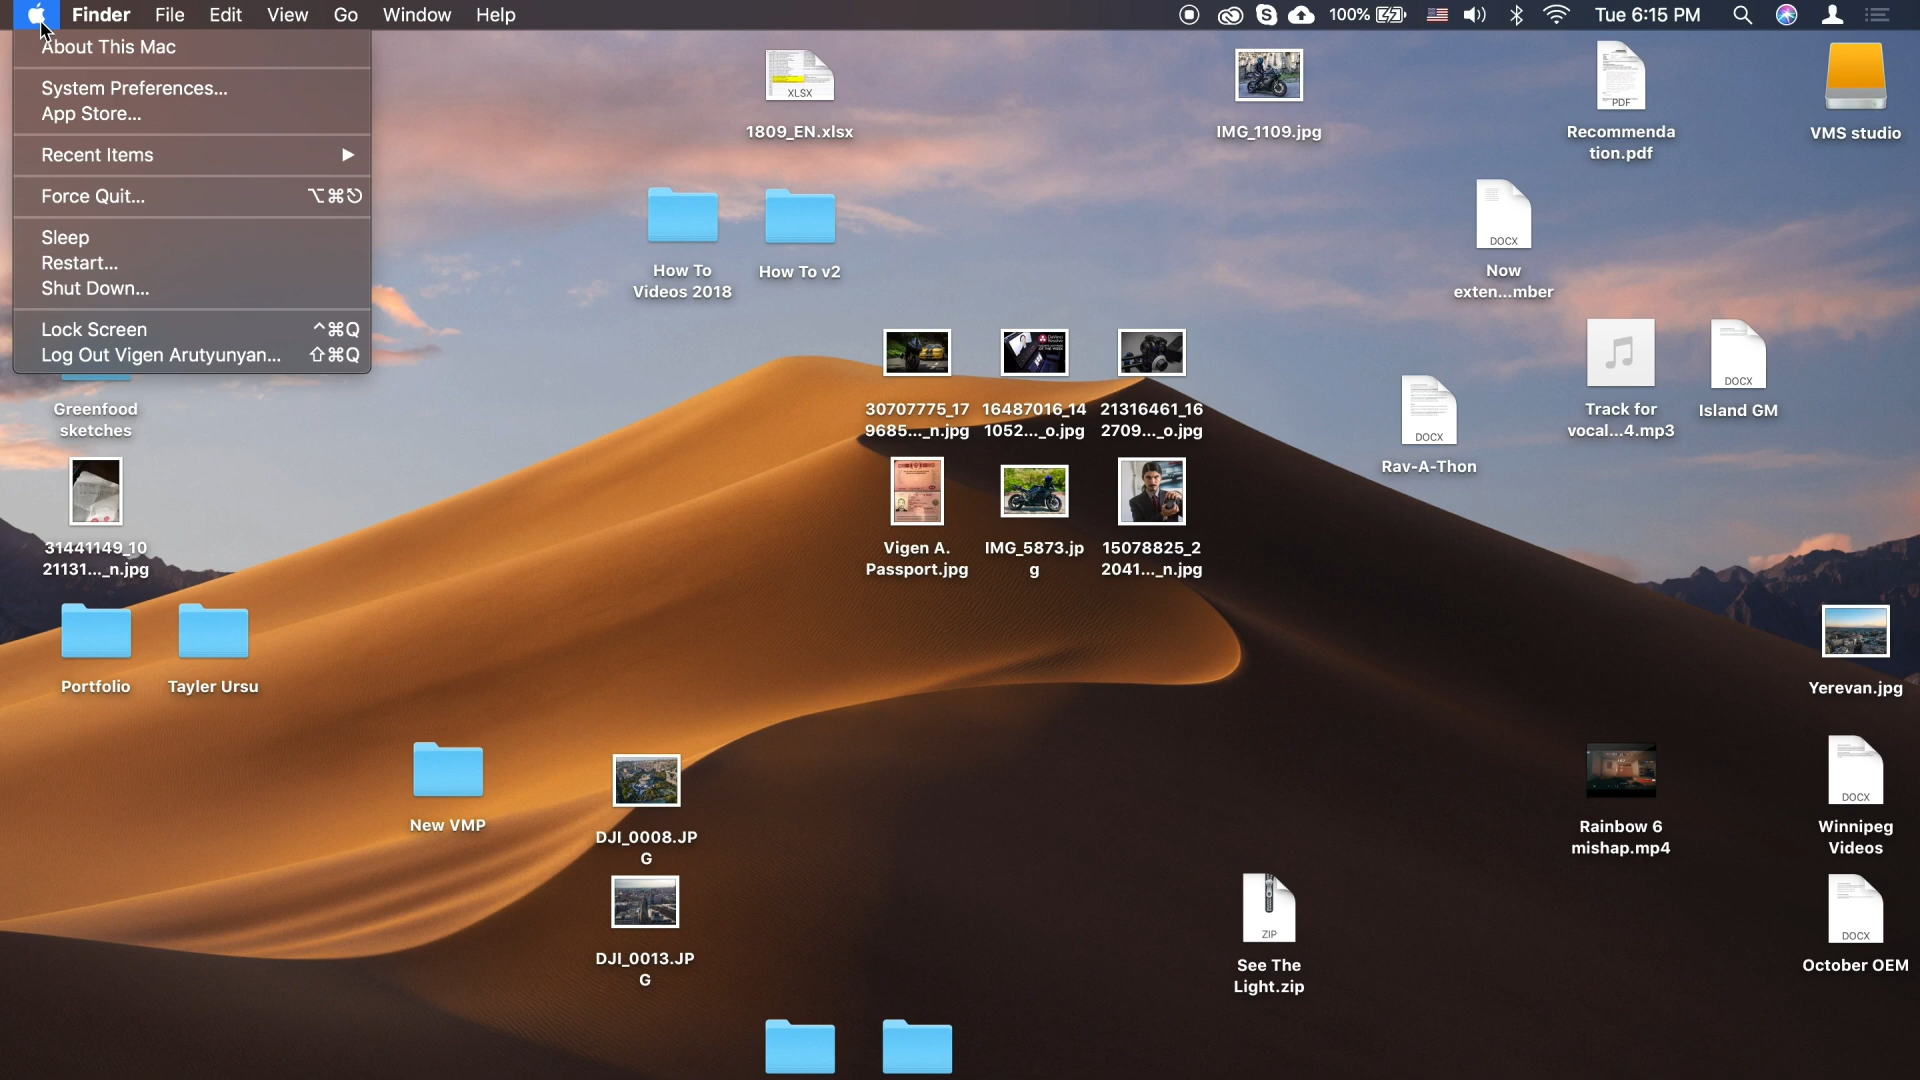 Finder File Edit View Go Window Help
100%
Tue 6:15 PM
About This Mac
System Preferences...
App Store...
Recent Items
Force Quit... ⌥⌘⎋
Sleep
Restart...
Shut Down...
Lock Screen ^⌘Q
Log Out Vigen Arutyunyan... ⇧⌘Q
XLSX
1809_EN.xlsx
IMG_1109.jpg
PDF
Recommenda
tion.pdf
VMS studio
How To
Videos 2018
How To v2
DOCX
Now
exten...mber
30707775_17
9685..._n.jpg
16487016_14
1052..._o.jpg
21316461_16
2709..._o.jpg
DOCX
Rav-A-Thon
Track for
vocal...4.mp3
DOCX
Island GM
Greenfood
sketches
31441149_10
21131..._n.jpg
Vigen A.
Passport.jpg
IMG_5873.jp
g
15078825_2
2041..._n.jpg
Portfolio
Tayler Ursu
Yerevan.jpg
New VMP
DJI_0008.JP
G
Rainbow 6
mishap.mp4
DOCX
Winnipeg
Videos
DJI_0013.JP
G
ZIP
See The
Light.zip
DOCX
October OEM